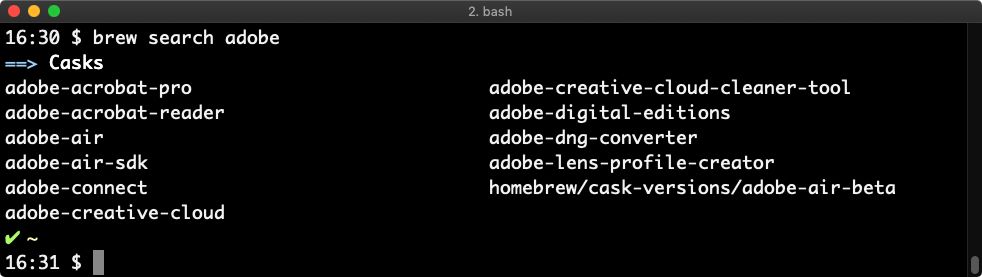 2. bash
16:30 $ brew search adobe
==> Casks
adobe-acrobat-pro adobe-creative-cloud-cleaner-tool
adobe-acrobat-reader adobe-digital-editions
adobe-air adobe-dng-converter
adobe-air-sdk adobe-lens-profile-creator
adobe-connect homebrew/cask-versions/adobe-air-beta
adobe-creative-cloud
✔ ~
16:31 $